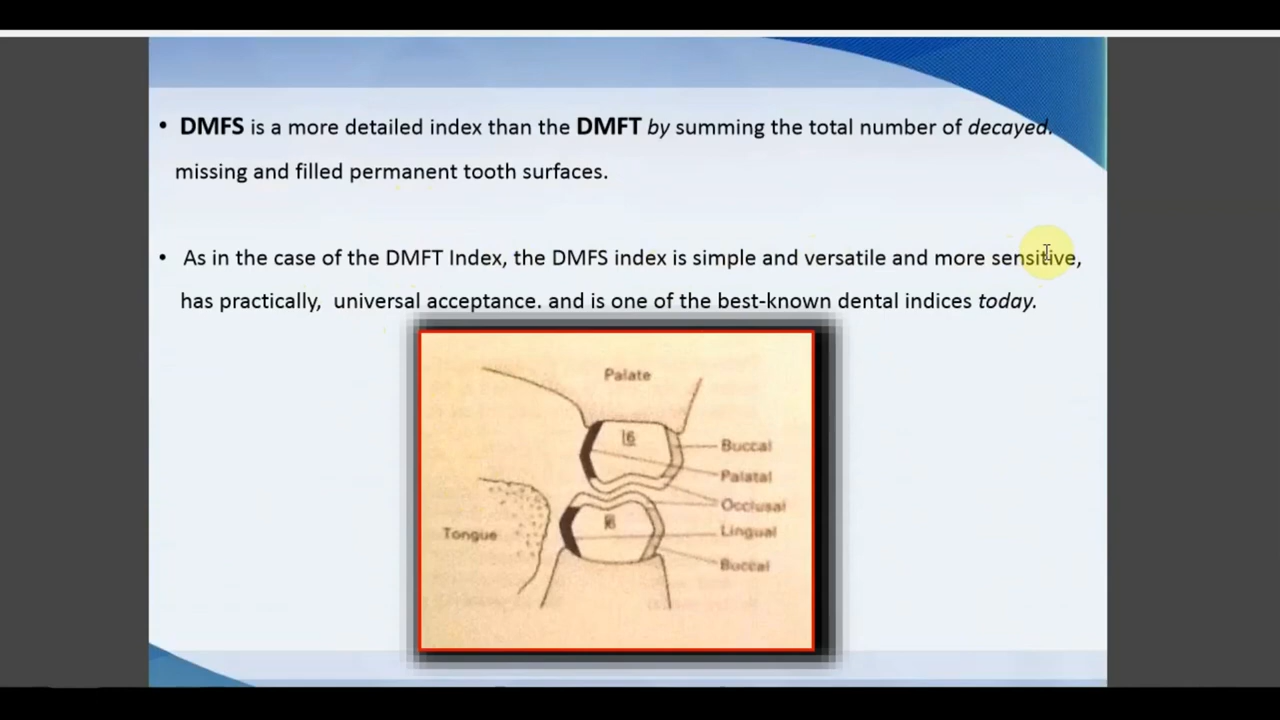 • DMFS is a more detailed index than the DMFT by summing the total number of decayed.
missing and filled permanent tooth surfaces.
• As in the case of the DMFT Index, the DMFS index is simple and versatile and more sensitive,
has practically, universal acceptance. and is one of the best-known dental indices today.
Palate
6
Buccal
Palatal
Occlusal
6
Lingual
Tongue
Buccal